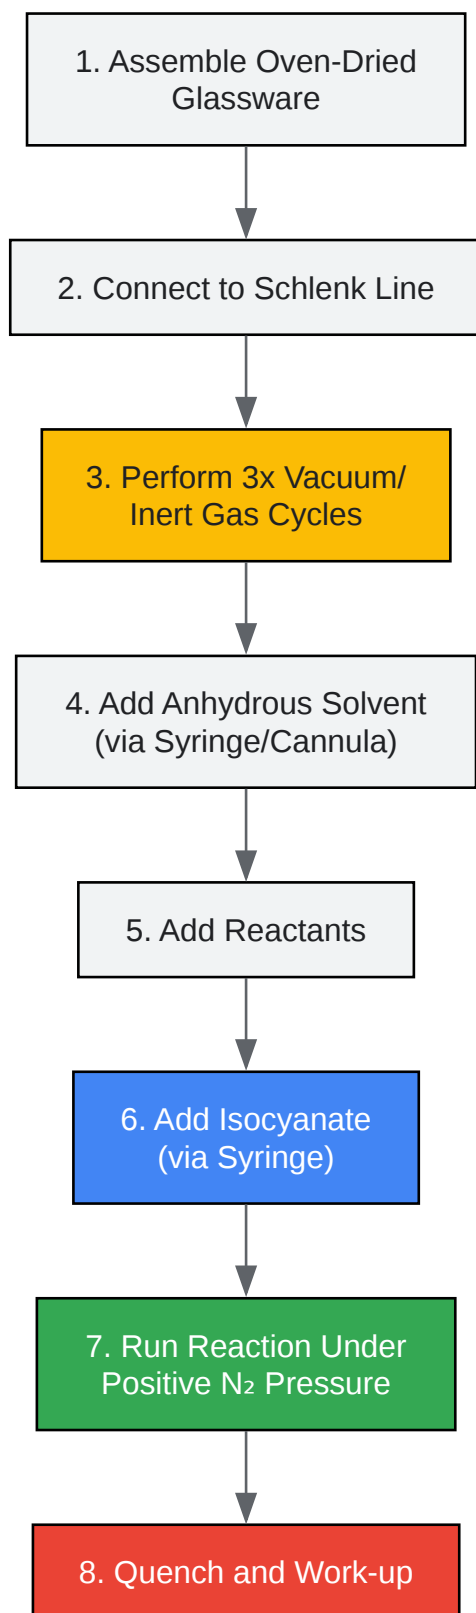 1. Assemble Oven-Dried
Glassware
2. Connect to Schlenk Line
3. Perform 3x Vacuum/
Inert Gas Cycles
4. Add Anhydrous Solvent
(via Syringe/Cannula)
5. Add Reactants
6. Add Isocyanate
(via Syringe)
7. Run Reaction Under
Positive N₂ Pressure
8. Quench and Work-up